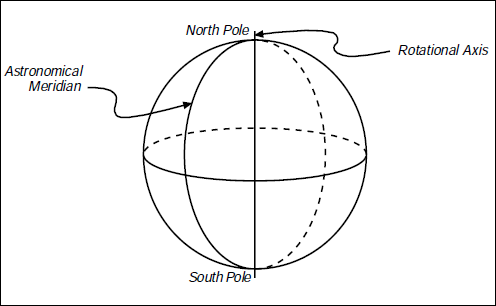 North Pole
Rotational Axis
Astronomical
Meridian
South Pole